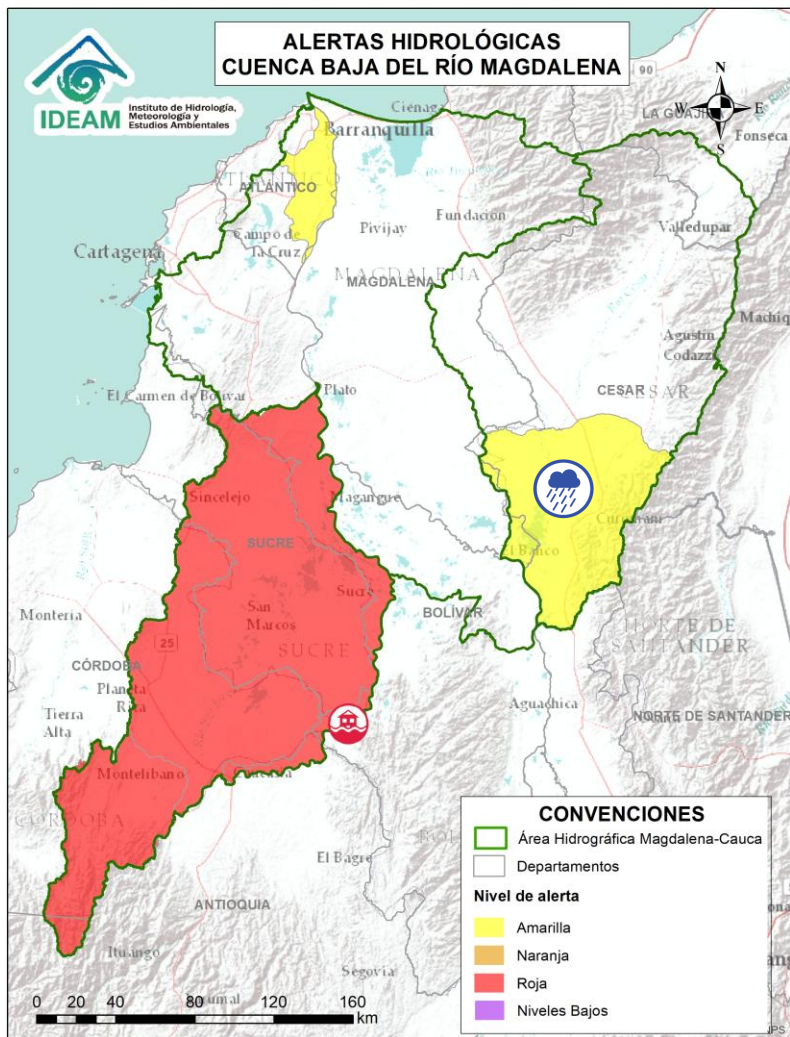 ALERTAS HIDROLÓGICAS
CUENCA BAJA DEL RÍO MAGDALENA
IDEAM
Instituto de Hidrología,
Meteorología y
Estudios Ambientales
N
W
E
S
90
Ciénaga
LA GUAJIRA
Barranquilla
Fonseca
ATLÁNTICO
Fundación
Pivijay
Valledupar
Campo de
La Cruz
Cartagena
MAGDALENA
MAGDALENA
Machiq
Agustín
Codazzi
CESAR
CESAR
El Carmen de Bolívar
Plato
Sincelejo
Magangué
Curumaní
SUCRE
El Banco
Sucre
BOLÍVAR
San
Marcos
Montería
NORTE DE
SANTANDER
25
SUCRE
CÓRDOBA
Planeta
Rica
Aguachica
Tierra
Alta
NORTE DE SANTANDER
Montelíbano
CÓRDOBA
El Bagre
ANTIOQUIA
Ituango
Segovia
0 20 40 80 120 160
km
CONVENCIONES
Área Hidrográfica Magdalena-Cauca
Departamentos
Nivel de alerta
Amarilla
Naranja
Roja
Niveles Bajos